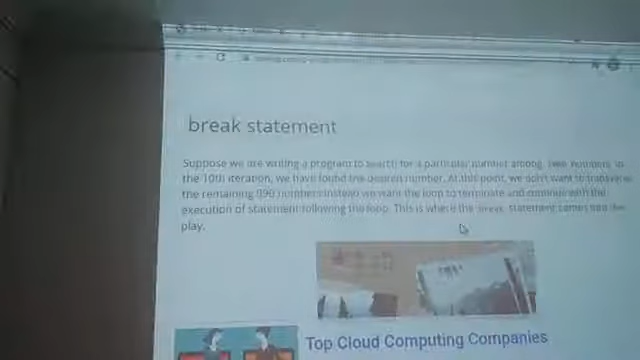 break statement
Suppose we are writing a program to search for a particular number among 1000 numbers. In
the 10th iteration, we have found the desired number. At this point, we don't want to traverse
the remaining 990 numbers instead we want the loop to terminate and continue with the
execution of statement following the loop. This is where the break statement comes into the
play.
Top Cloud Computing Companies